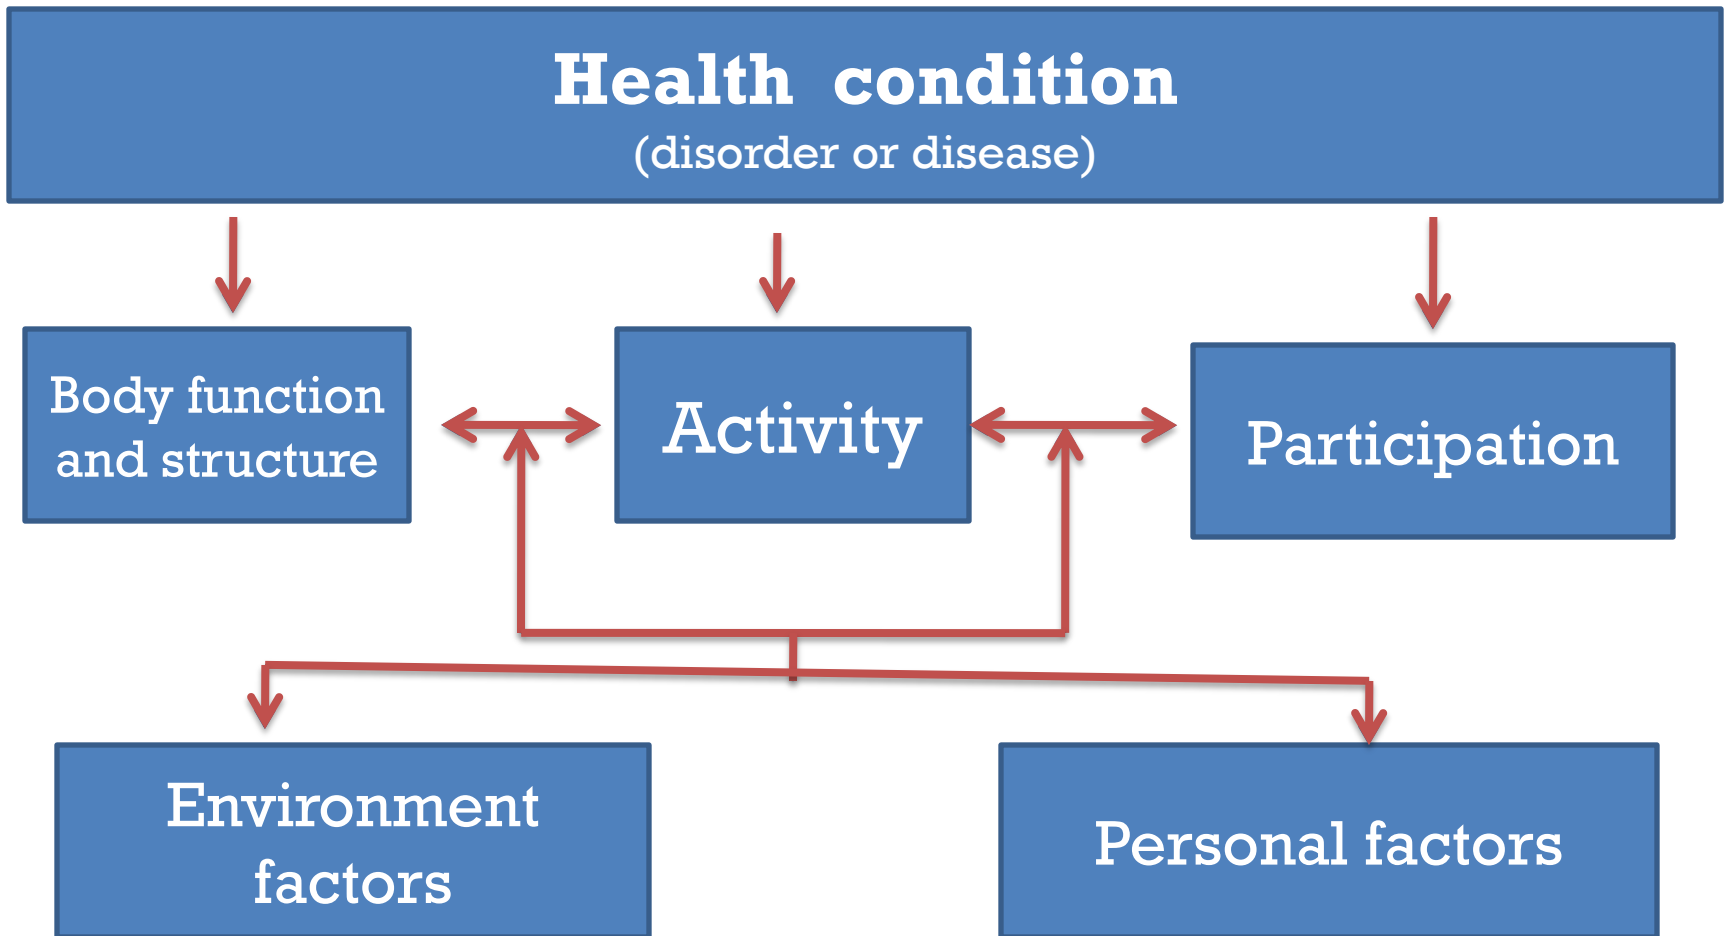 Health condition
(disorder or disease)
Body function
and structure
Activity
Participation
Environment
factors
Personal factors